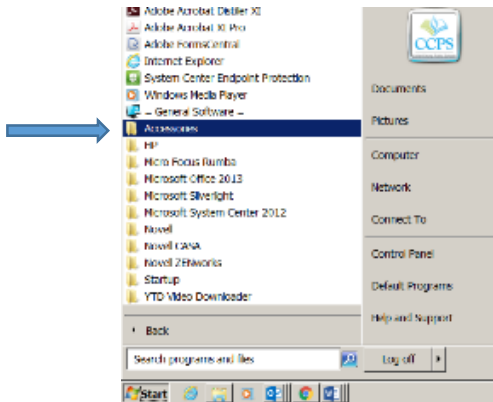 Adobe Acrobat Distiller XI
Adobe Acrobat XI Pro
Adobe FormsCentral
Internet Explorer
System Center Endpoint Protection
Windows Media Player
- General Software -
Accessories
HP
Micro Focus Rumba
Microsoft Office 2013
Microsoft Silverlight
Microsoft System Center 2012
Novell
Novell CASA
Novell ZENworks
Startup
YTD Video Downloader
Back
Search programs and files
CCPS
Documents
Pictures
Computer
Network
Connect To
Control Panel
Default Programs
Help and Support
Log off
Start